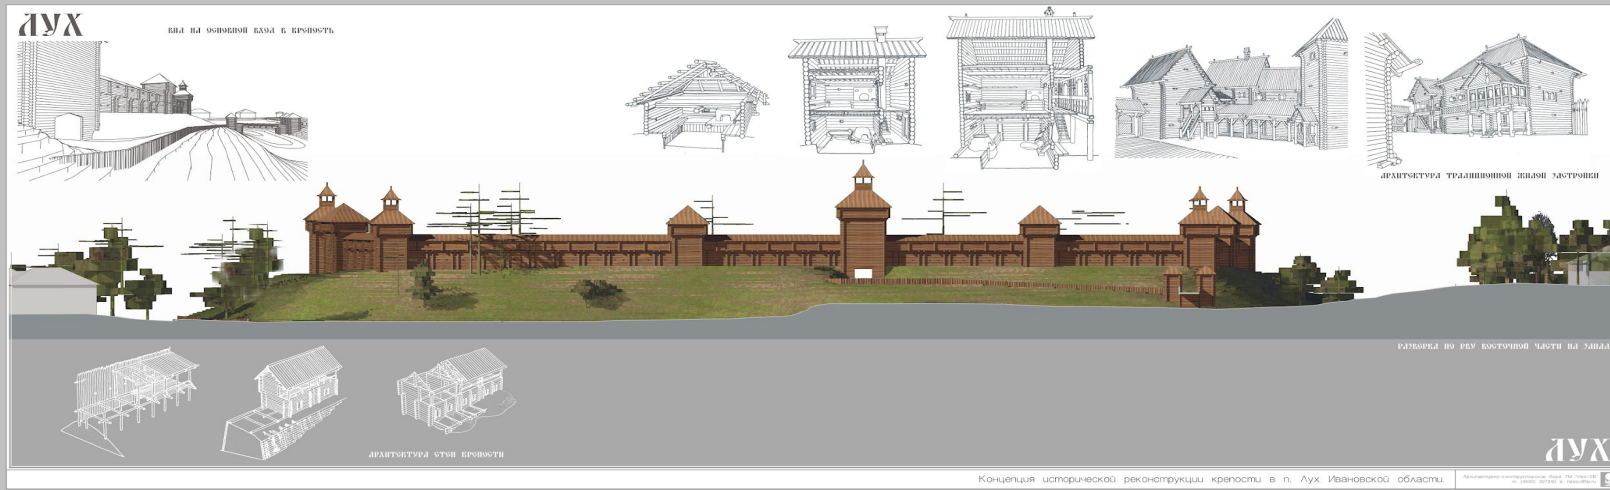 ЛУХ
ВИД НА ОСНОВНОЙ ВХОД В КРЕПОСТЬ
АРХИТЕКТУРА ТРАДИЦИОННОЙ ЖИЛОЙ ЗАСТРОЙКИ
РАЗВЕРКА ПО РВУ ВОСТОЧНОЙ ЧАСТИ НА ЗАПАД
АРХИТЕКТУРА СТЕН КРЕПОСТИ
ЛУХ
Концепция исторической реконструкции крепости в п. Лух Ивановской области.